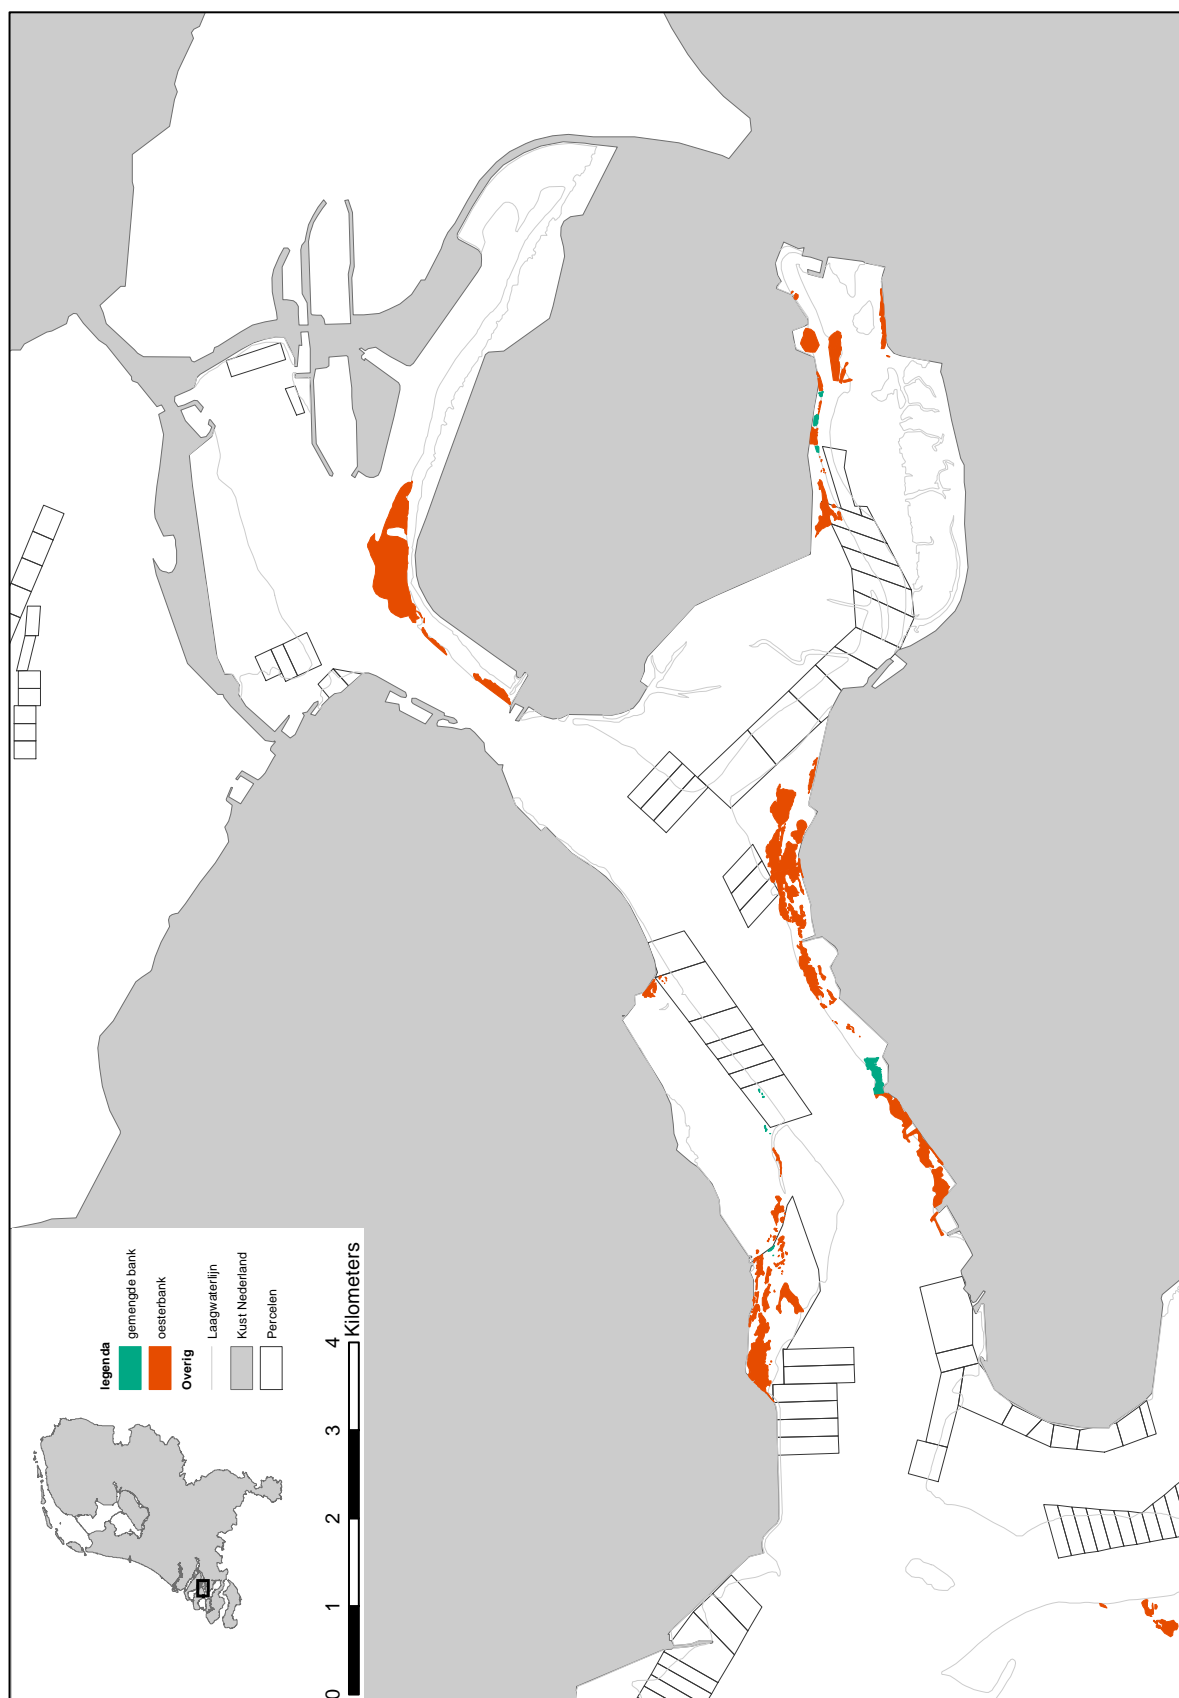 legenda
gemengde bank
oesterbank
Overig
Laagwaterlijn
Kust Nederland
Percelen
0 1 2 3 4
Kilometers